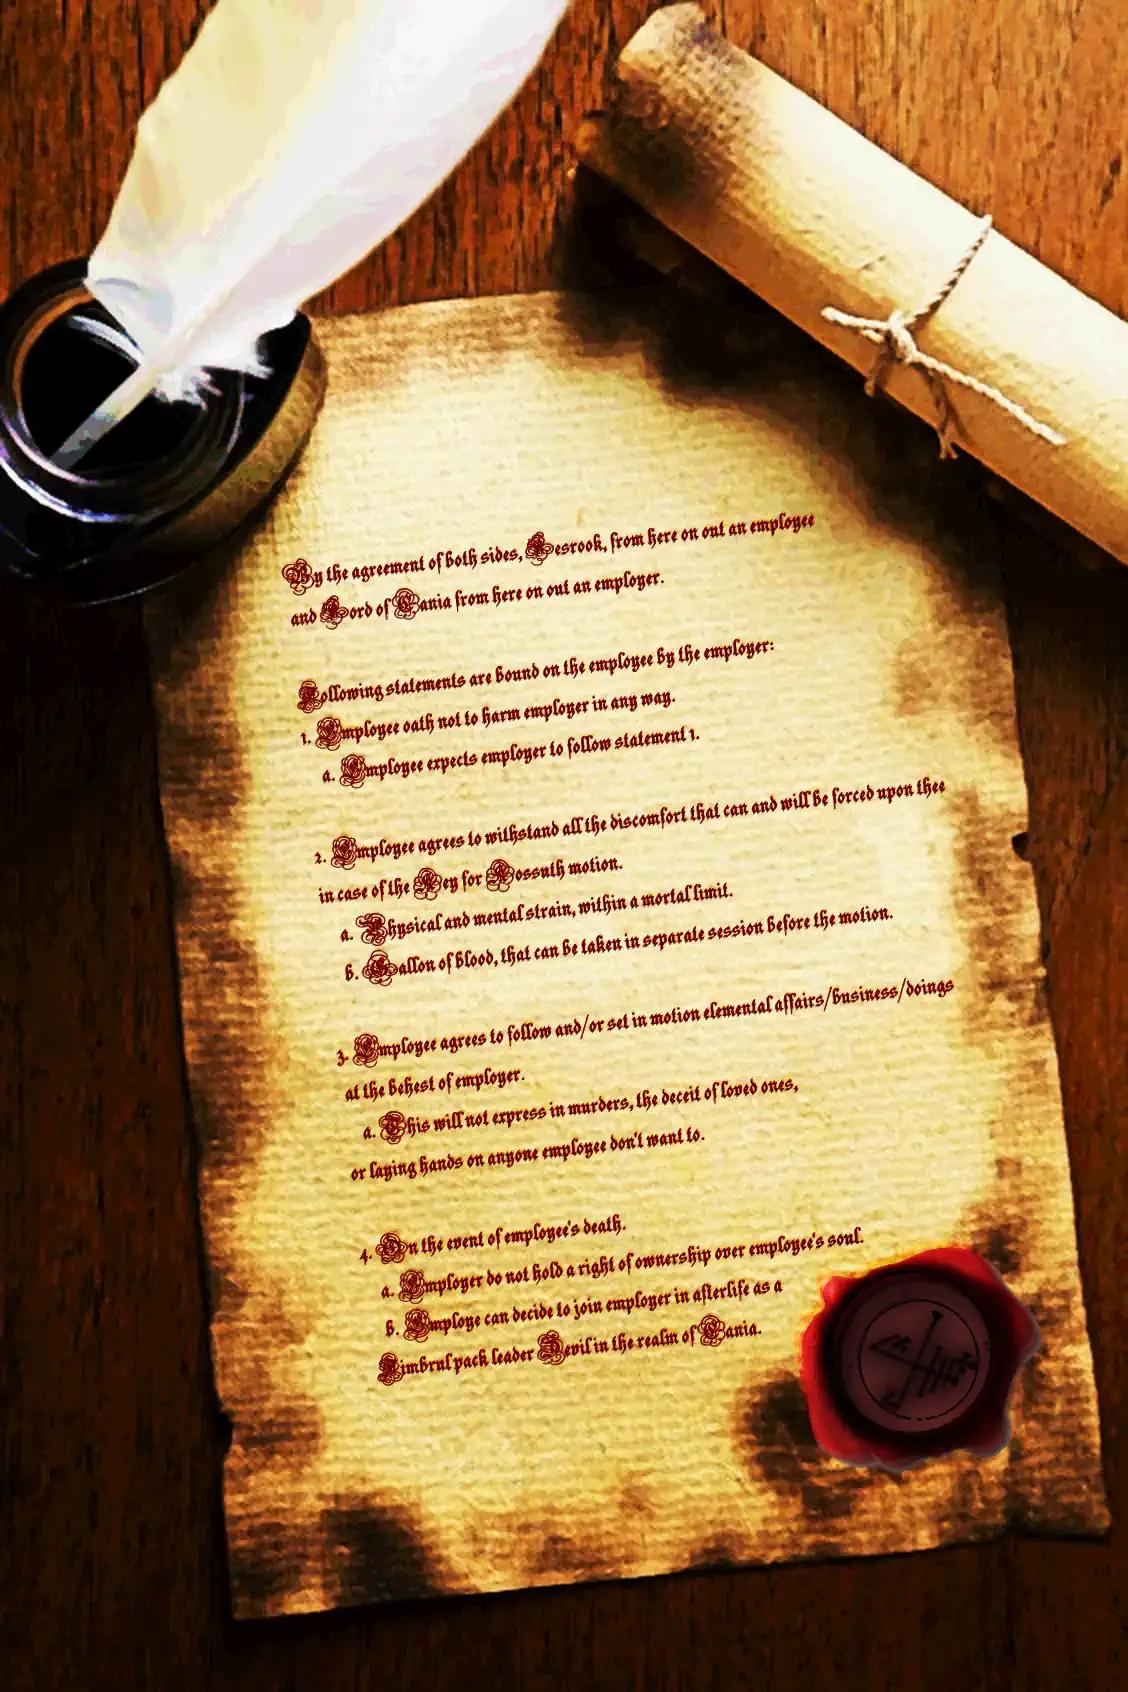 By the agreement of both sides, from here on out an employee
and Lord of Cania from here on out an employer.
Following statements are bound on the employee by the employer:
1. Employee oath not to harm employer in any way.
a. Employee expects employer to follow statement 1.
2. Employee agrees to withstand all the discomfort that can and will be forced upon thee
in case of the Key for Kossuth motion.
a. Physical and mental strain, within a mortal limit.
b. Gallon of blood, that can be taken in separate session before the motion.
3. Employee agrees to follow and/or set in motion elemental affairs/business/doings
at the behest of employer.
a. This will not express in murders, the deceit of loved ones,
or laying hands on anyone employee don't want to.
4. On the event of employee's death.
a. Employer do not hold a right of ownership over employee's soul.
b. Employe can decide to join employer in afterlife as a
pack leader Devil in the realm of Cania.